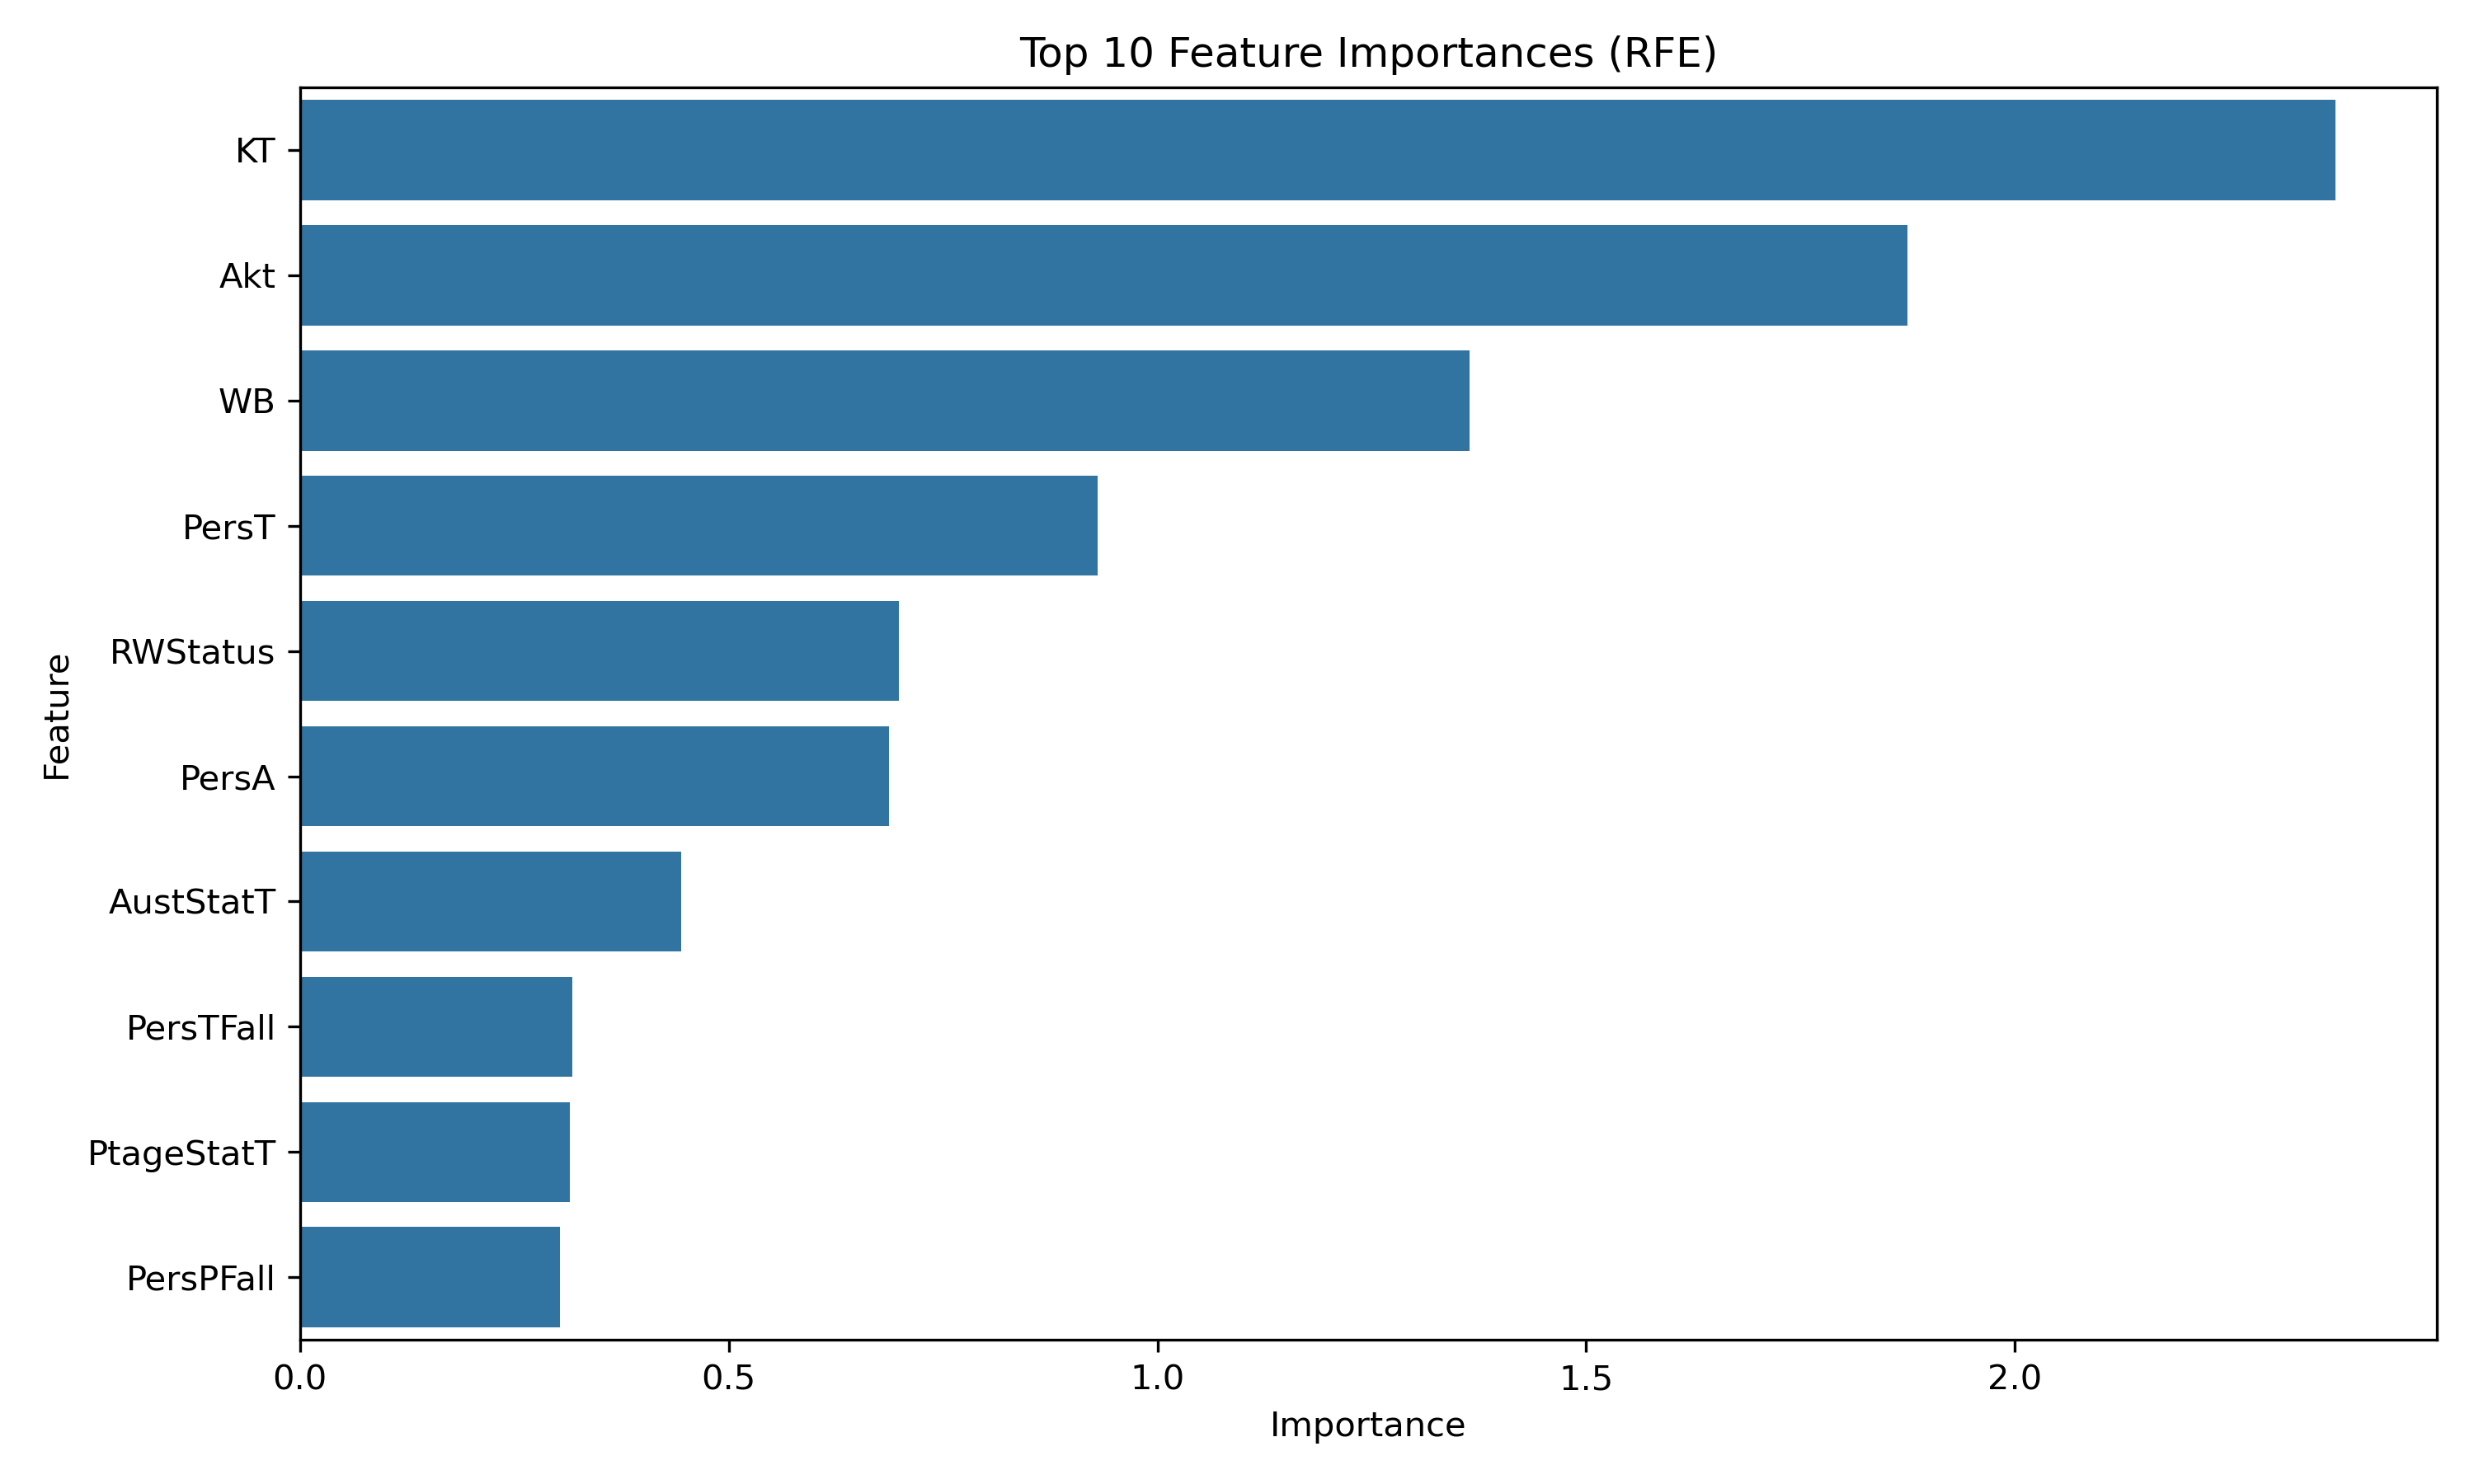 Top 10 Feature Importances (RFE)
KT
Akt
WB
PersT
RWStatus
PersA
AustStatT
PersTFall
PtageStatT
PersPFall
Feature
0.0 0.5 1.0 1.5 2.0
Importance